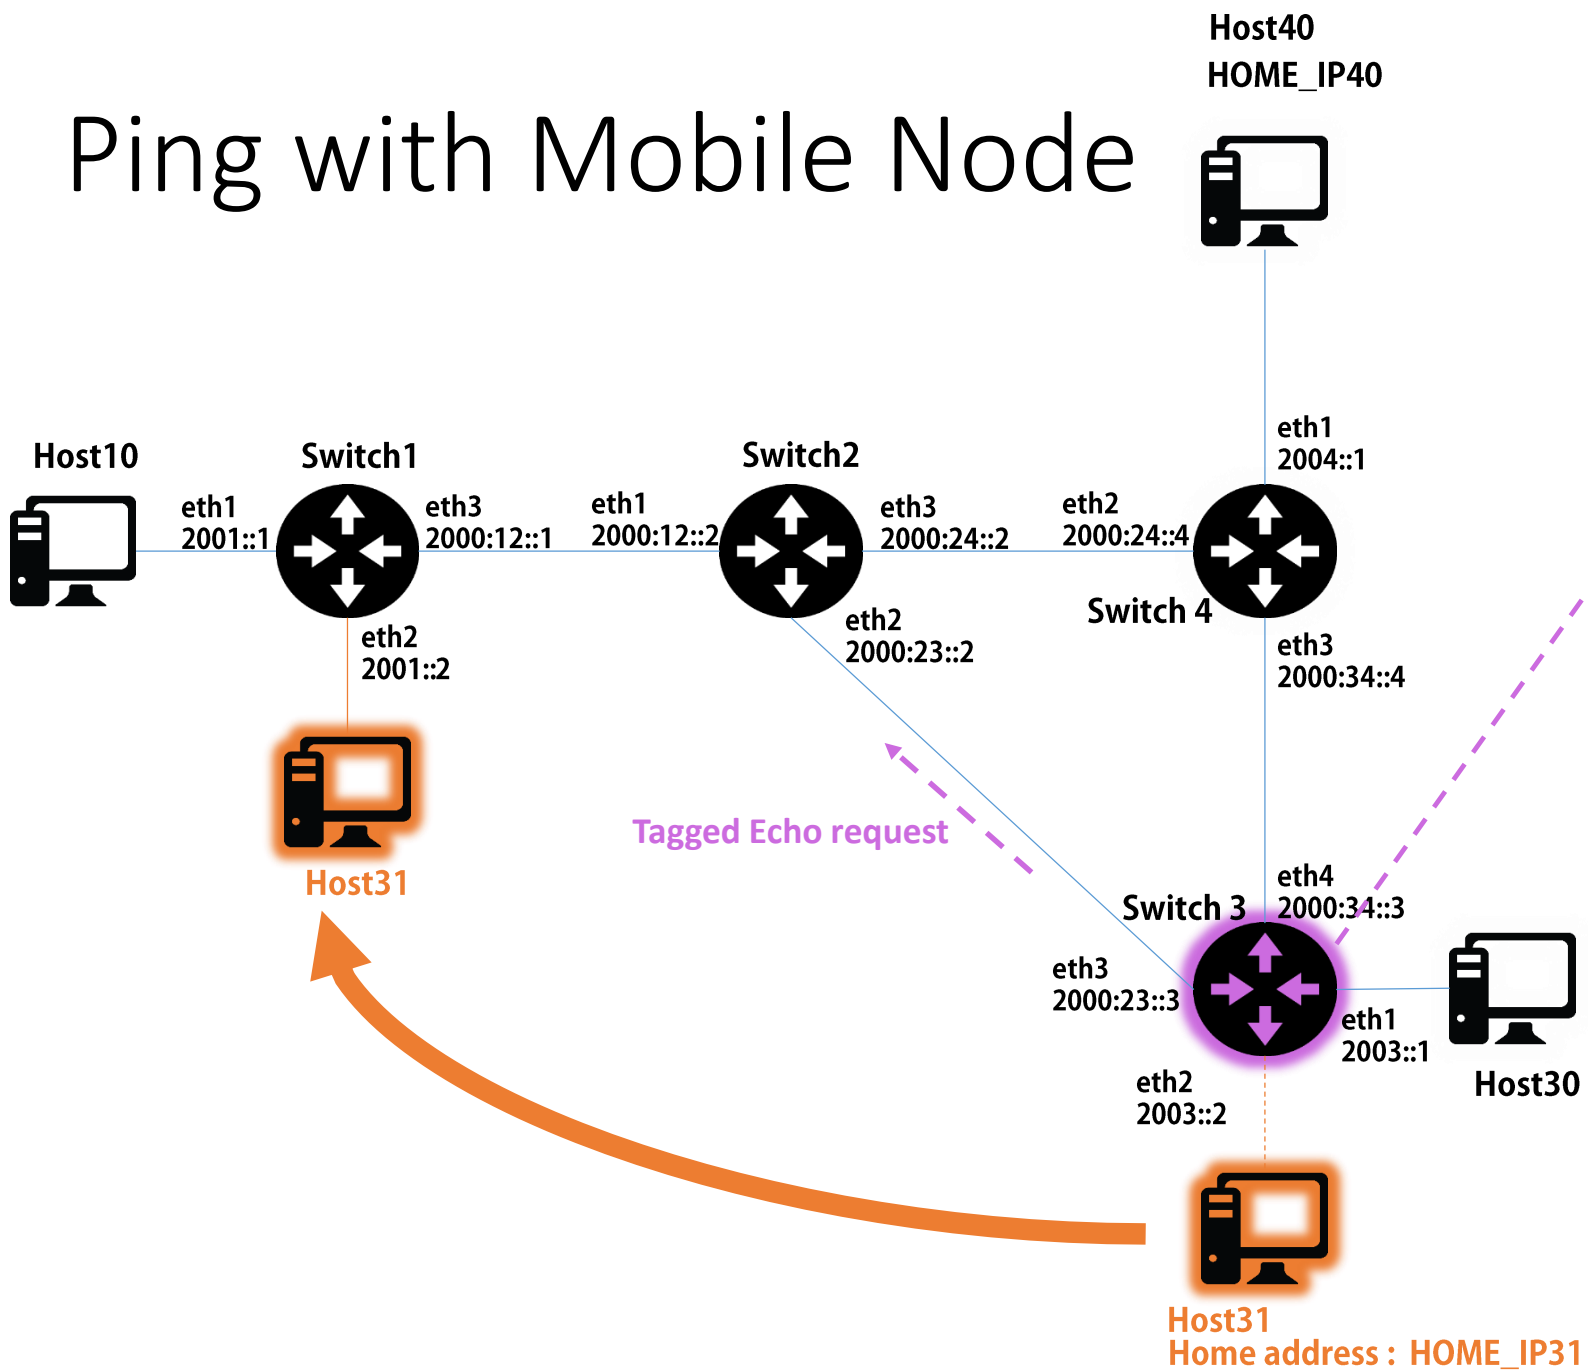 Host40
HOME_IP40
Ping with Mobile Node
eth1
2004::1
Host10
Switch1
Switch2
eth1
2001::1
eth3
2000:12::1
eth1
2000:12::2
eth3
2000:24::2
eth2
2000:24::4
Switch 4
eth2
2001::2
eth2
2000:23::2
eth3
2000:34::4
Tagged Echo request
Host31
eth4
2000:34::3
Switch 3
eth3
2000:23::3
eth1
2003::1
Host30
eth2
2003::2
Host31
Home address : HOME_IP31